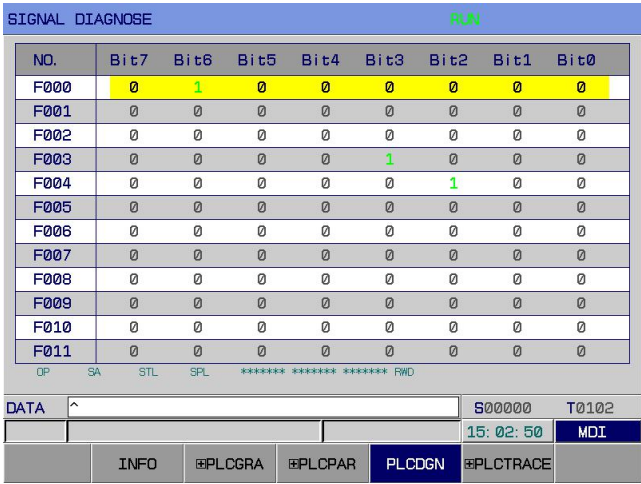 SIGNAL DIAGNOSE RUN
NO. Bit7 Bit6 Bit5 Bit4 Bit3 Bit2 Bit1 Bit0
F000 0 1 0 0 0 0 0 0
F001 0 0 0 0 0 0 0 0
F002 0 0 0 0 0 0 0 0
F003 0 0 0 0 1 0 0 0
F004 0 0 0 0 0 1 0 0
F005 0 0 0 0 0 0 0 0
F006 0 0 0 0 0 0 0 0
F007 0 0 0 0 0 0 0 0
F008 0 0 0 0 0 0 0 0
F009 0 0 0 0 0 0 0 0
F010 0 0 0 0 0 0 0 0
F011 0 0 0 0 0 0 0 0
OP SA STL SPL ******* ******* ******* RWD
DATA ^ S00000 T0102
15:02:50 MDI
INFO ⊞PLCGRA ⊞PLCPAR PLCDGN ⊞PLCTRACE